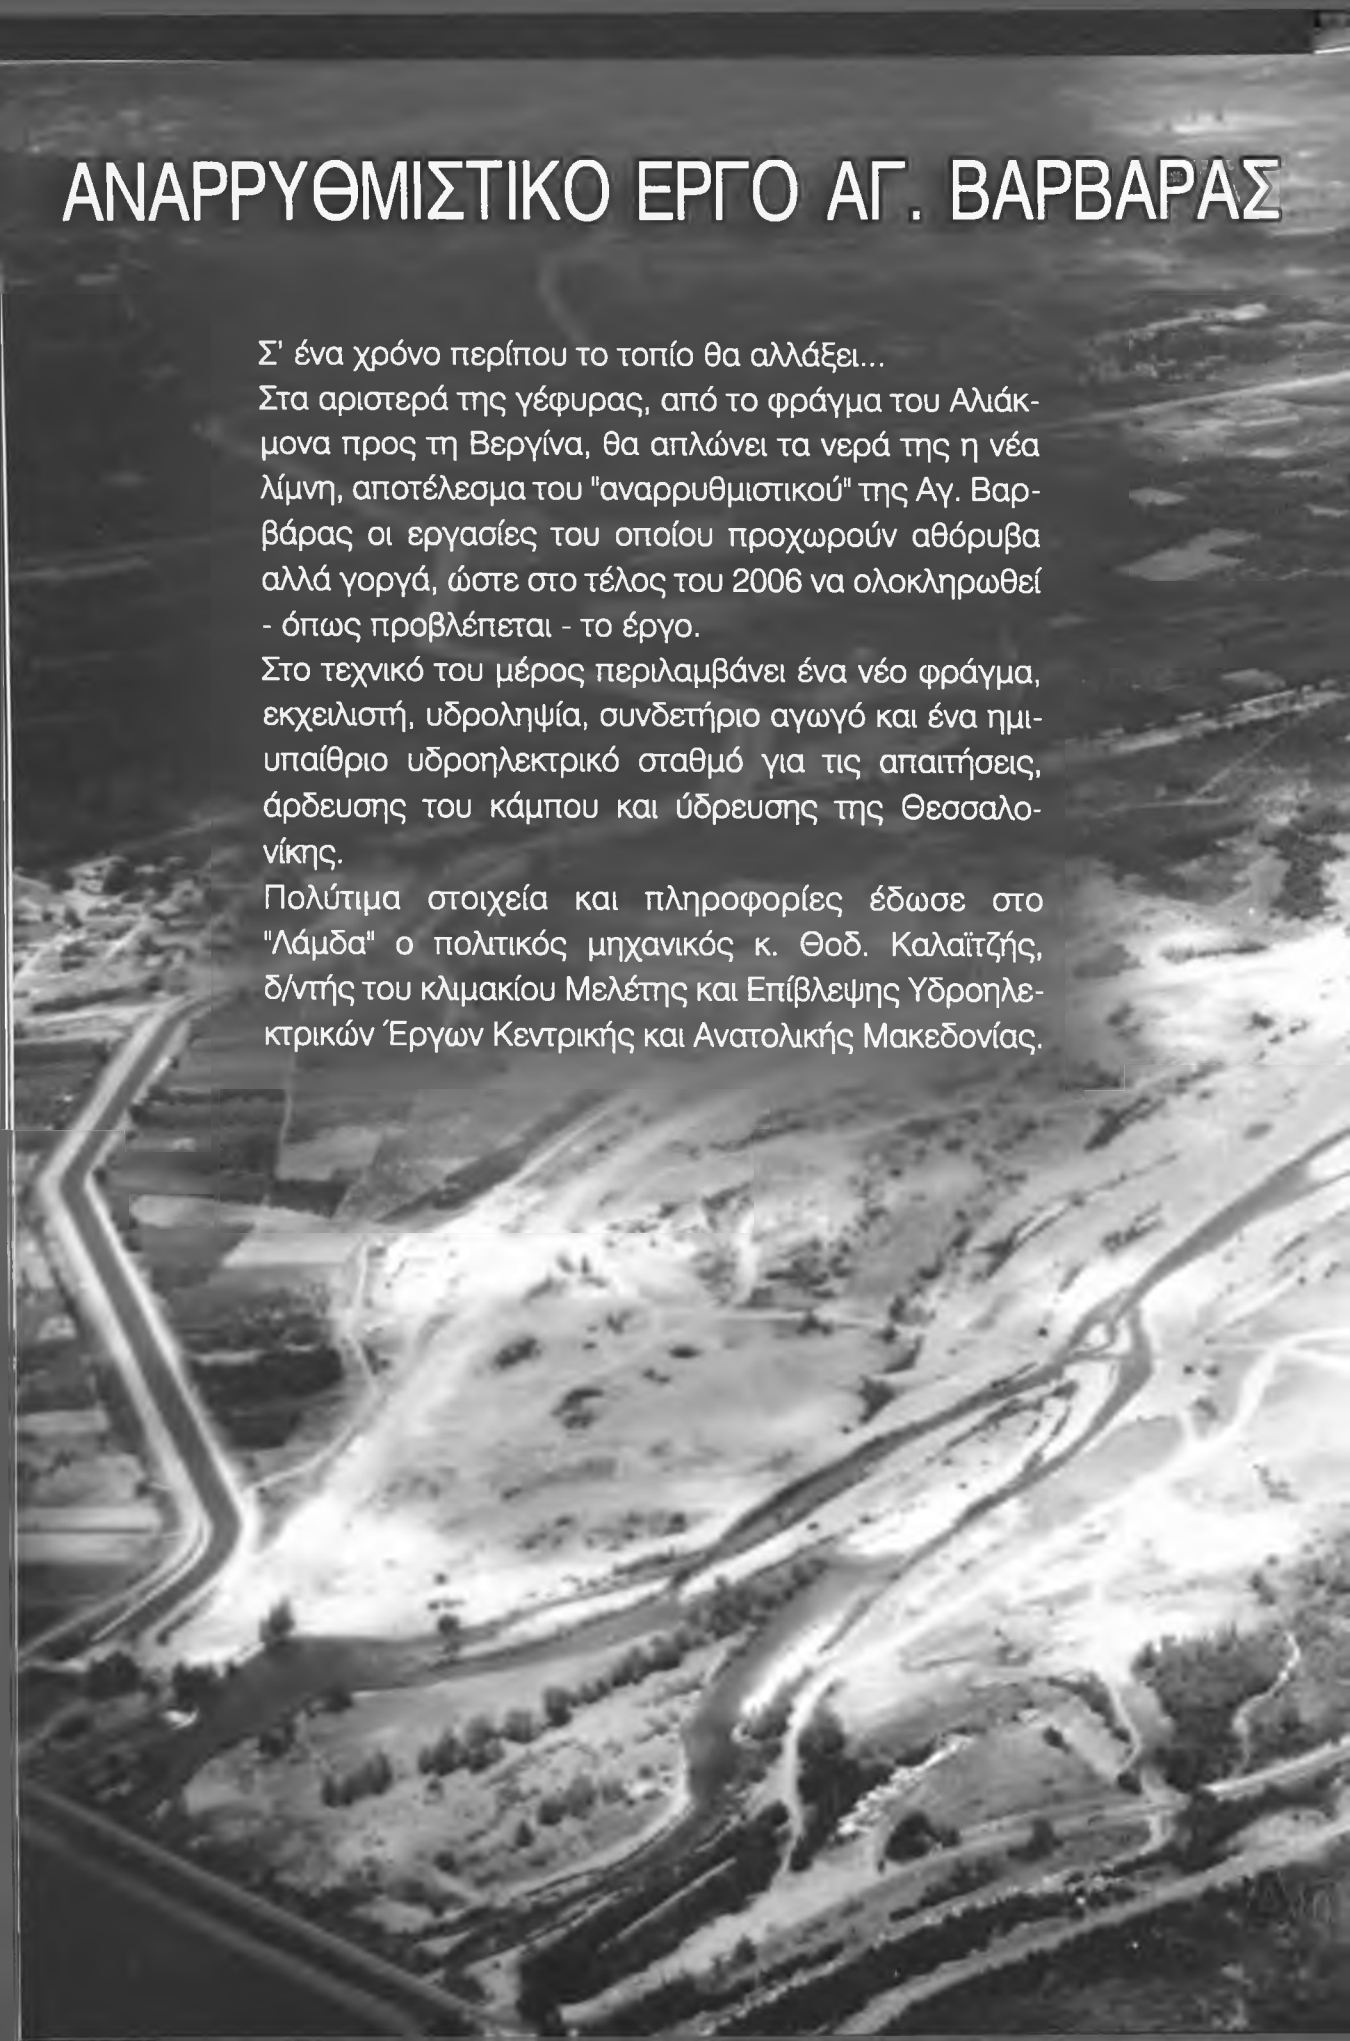 ΑΝΑΡΡΥΘΜΙΣΤΙΚΟ ΕΡΓΟ ΑΓ. ΒΑΡΒΑΡΑΣ
Σ' ένα χρόνο περίπου το τοπίο θα αλλάξει...
Στα αριστερά της γέφυρας, από το φράγμα του Αλιάκ-
μονα προς τη Βεργίνα, θα απλώνει τα νερά της η νέα
λίμνη, αποτέλεσμα του "αναρρυθμιστικού" της Αγ. Βαρ-
βάρας οι εργασίες του οποίου προχωρούν αθόρυβα
αλλά γοργά, ώστε στο τέλος του 2006 να ολοκληρωθεί
- όπως προβλέπεται - το έργο.
Στο τεχνικό του μέρος περιλαμβάνει ένα νέο φράγμα,
εκχειλιστή, υδροληψία, συνδετήριο αγωγό και ένα ημι-
υπαίθριο υδροηλεκτρικό σταθμό για τις απαιτήσεις,
άρδευσης του κάμπου και ύδρευσης της Θεσσαλο-
νίκης.
Πολύτιμα στοιχεία και πληροφορίες έδωσε στο
"Λάμδα" ο πολιτικός μηχανικός κ. Θοδ. Καλαϊτζής,
δ/ντής του κλιμακίου Μελέτης και Επίβλεψης Υδροηλε-
κτρικών Έργων Κεντρικής και Ανατολικής Μακεδονίας.